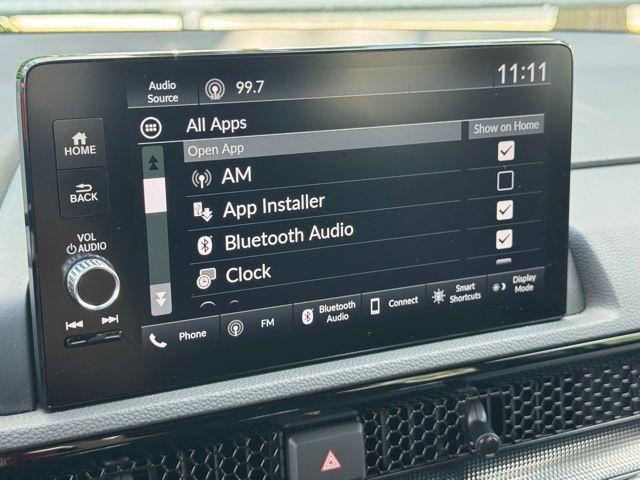 Audio
Source
99.7
11:11
HOME
All Apps
Open App
Show on Home
AM
BACK
App Installer
VOL
AUDIO
Bluetooth Audio
Clock
Phone
FM
Bluetooth
Audio
Connect
Smart
Shortcuts
Display
Mode